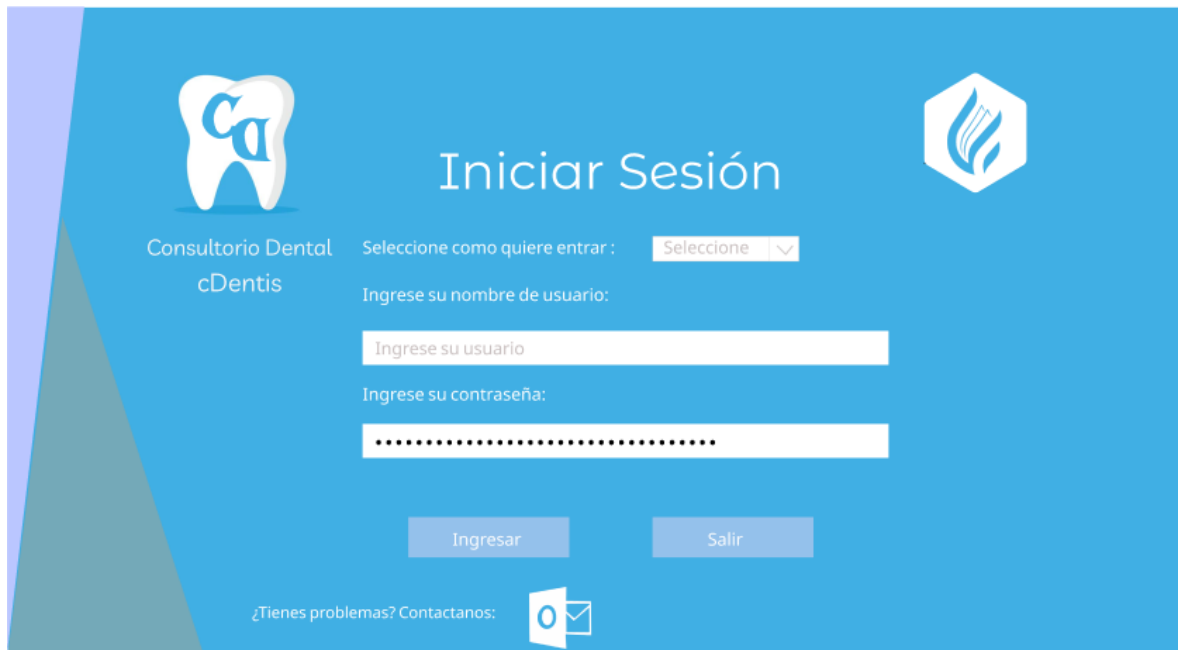 Cd
Iniciar Sesión
Consultorio Dental
cDentis
Seleccione como quiere entrar :
Seleccione
Ingrese su nombre de usuario:
Ingrese su usuario
Ingrese su contraseña:
••••••••••••••••••••••••••••••••••
Ingresar
Salir
¿Tienes problemas? Contactanos:
O